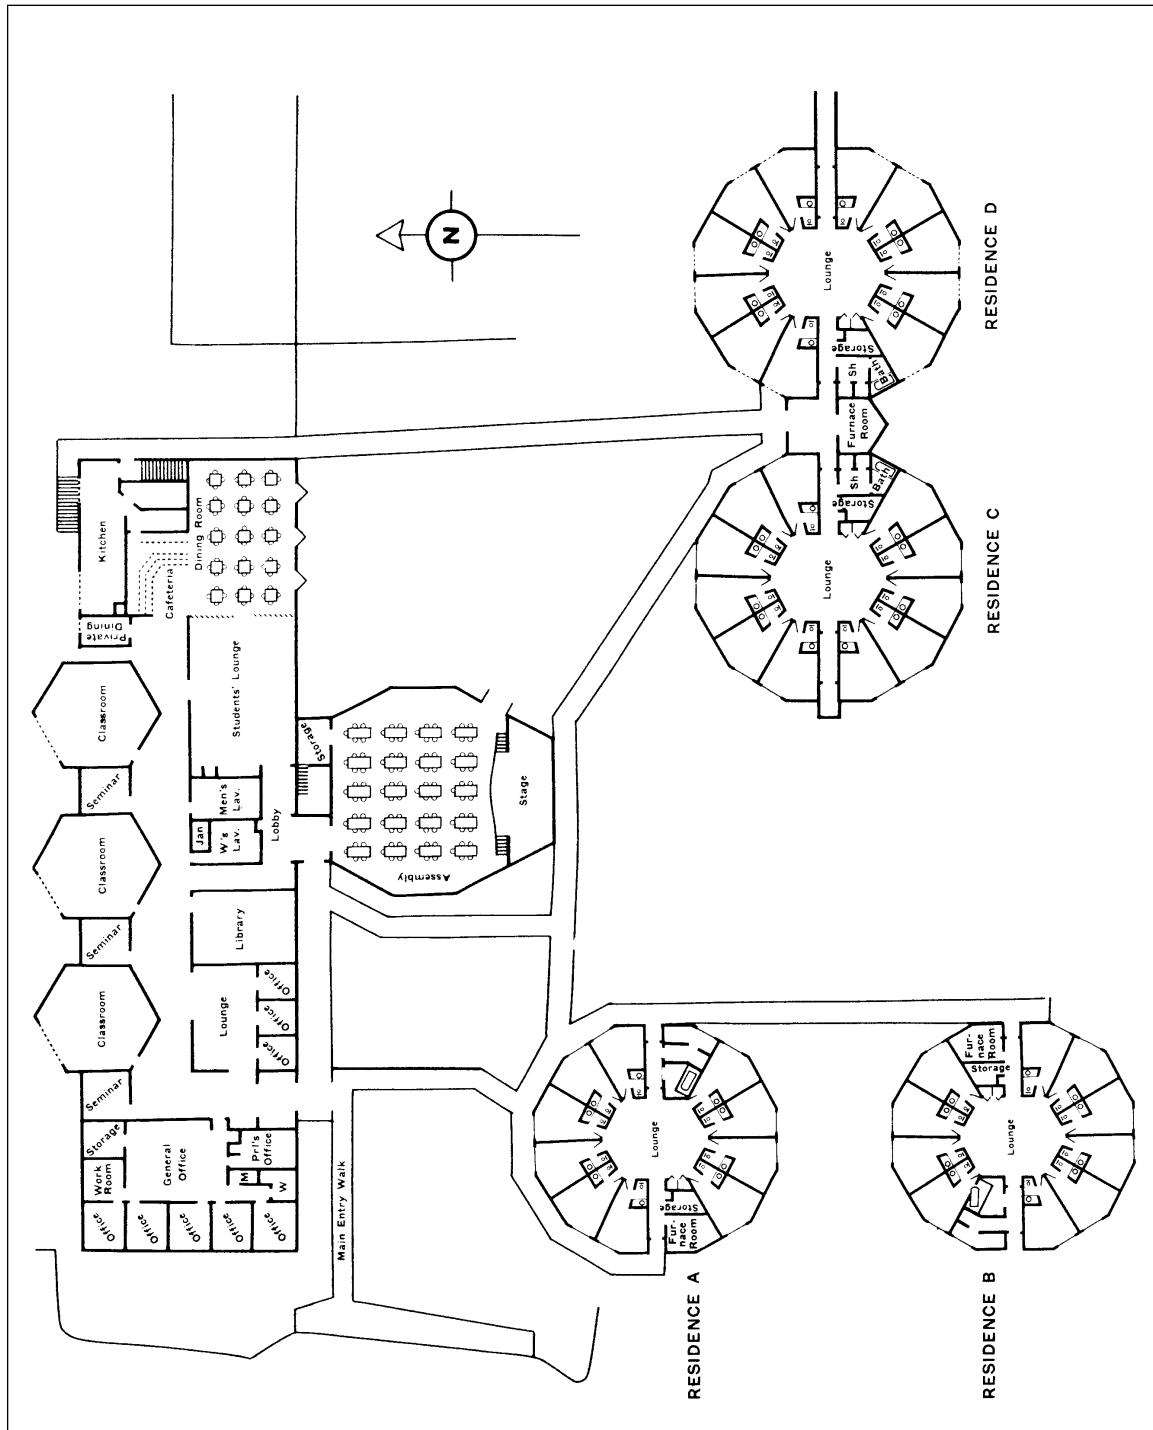 Classroom
Classroom
Classroom
Seminar
Seminar
Seminar
Private
Dining
Kitchen
Storage
Work
Room
General
Office
Prl's
Office
M
W
Office
Office
Office
Office
Office
Lounge
Office
Office
Office
Library
Jan
W's
Lav.
Men's
Lav.
Lobby
Students' Lounge
Cafeteria
Dining Room
Storage
Assembly
Stage
Main Entry Walk
N
Lounge
Storage
Fur-
nace
Room
RESIDENCE A
Fur-
nace
Room
Storage
Lounge
RESIDENCE B
Lounge
Storage
Sh
Bath
RESIDENCE C
Furnace
Room
Lounge
Storage
Sh
Bath
RESIDENCE D